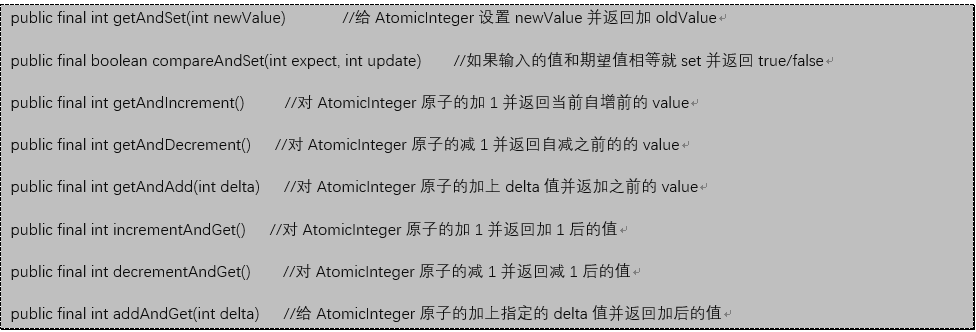 public final int getAndSet(int newValue) //给 AtomicInteger 设置 newValue 并返回加 oldValue
public final boolean compareAndSet(int expect, int update) //如果输入的值和期望值相等就 set 并返回 true/false
public final int getAndIncrement() //对 AtomicInteger 原子的加 1 并返回当前自增前的 value
public final int getAndDecrement() //对 AtomicInteger 原子的减 1 并返回自减之前的的 value
public final int getAndAdd(int delta) //对 AtomicInteger 原子的加上 delta 值并返加之前的 value
public final int incrementAndGet() //对 AtomicInteger 原子的加 1 并返回加 1 后的值
public final int decrementAndGet() //对 AtomicInteger 原子的减 1 并返回减 1 后的值
public final int addAndGet(int delta) //给 AtomicInteger 原子的加上指定的 delta 值并返回加后的值